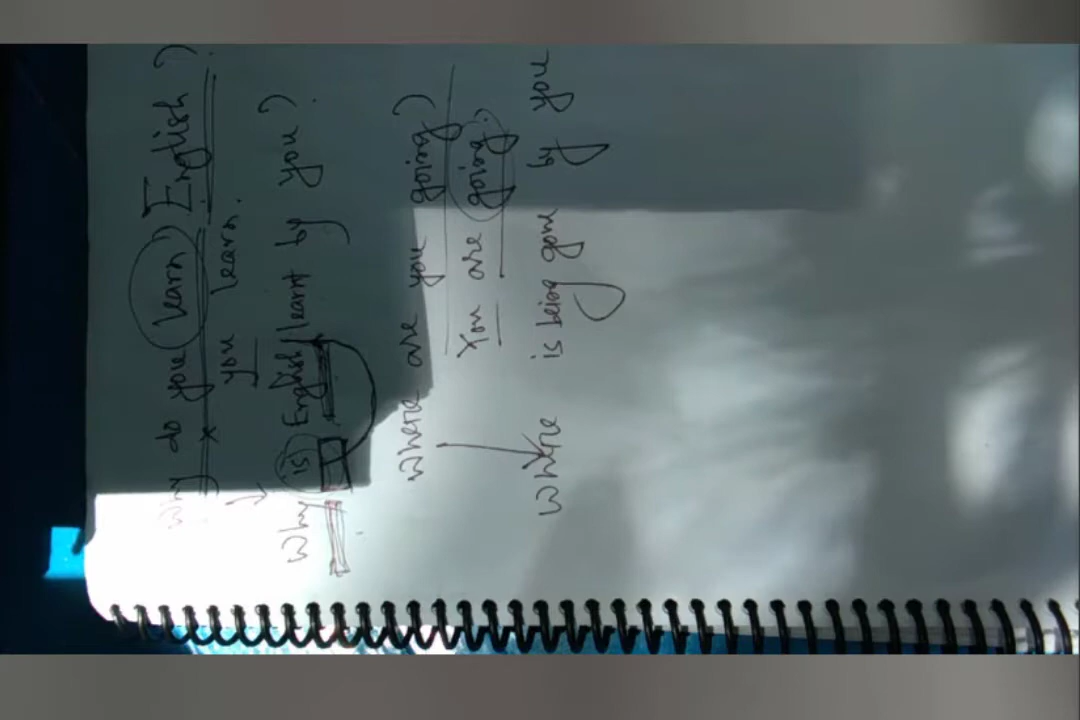 Why do you learn English ?
you learn.
Why is English learnt by you ?
where are you going ?
You are going.
where is being gone by you